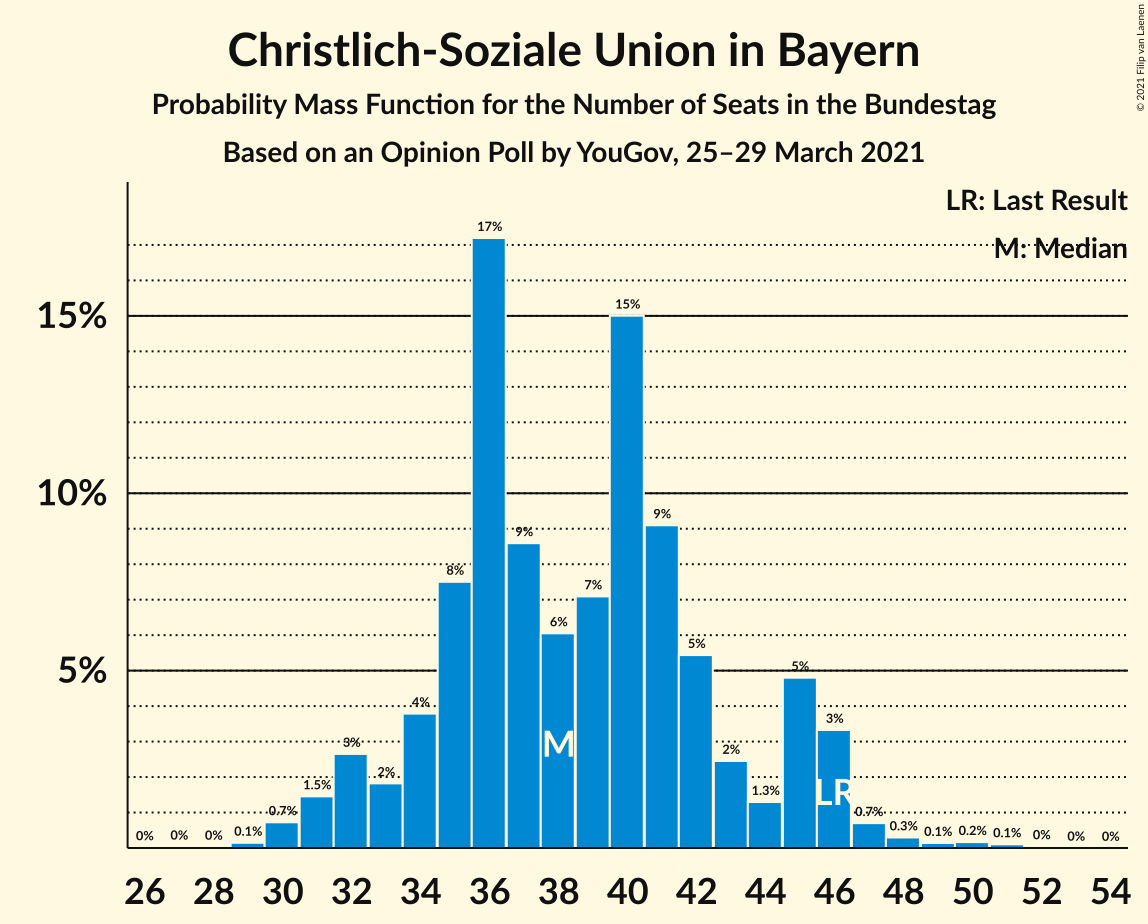 Christlich-Soziale Union in Bayern
Probability Mass Function for the Number of Seats in the Bundestag
Based on an Opinion Poll by YouGov, 25–29 March 2021
© 2021 Filip van Laenen
LR: Last Result
M: Median
15%
10%
5%
0% 0% 0% 0.1% 0.7% 1.5% 3% 2% 4% 8% 17% 9% 6% 7% 15% 9% 5% 2% 1.3% 5% 3% 0.7% 0.3% 0.1% 0.2% 0.1% 0% 0% 0%
M
LR
26 28 30 32 34 36 38 40 42 44 46 48 50 52 54